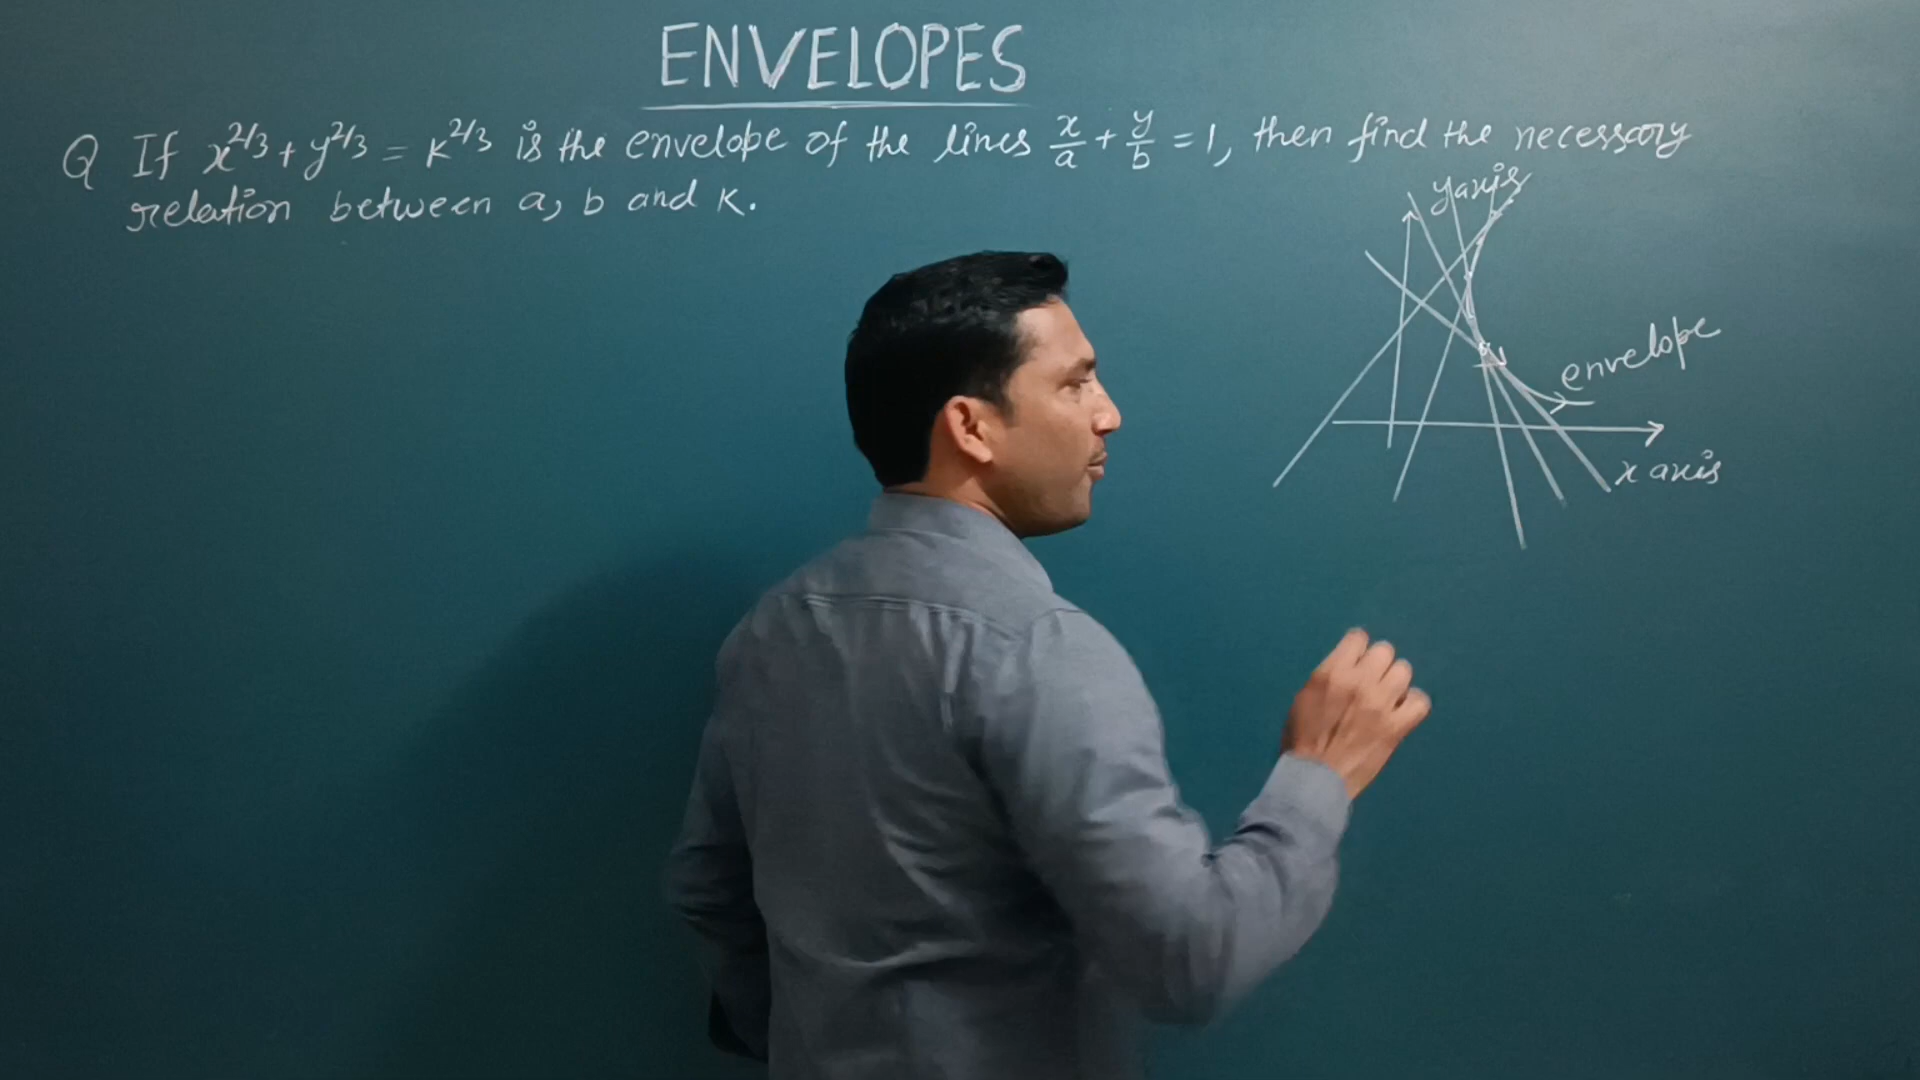 ENVELOPES
Q If x^{2/3} + y^{2/3} = K^{2/3} is the envelope of the lines x/a + y/b = 1, then find the necessary
relation between a, b and K.
y axis
envelope
x axis